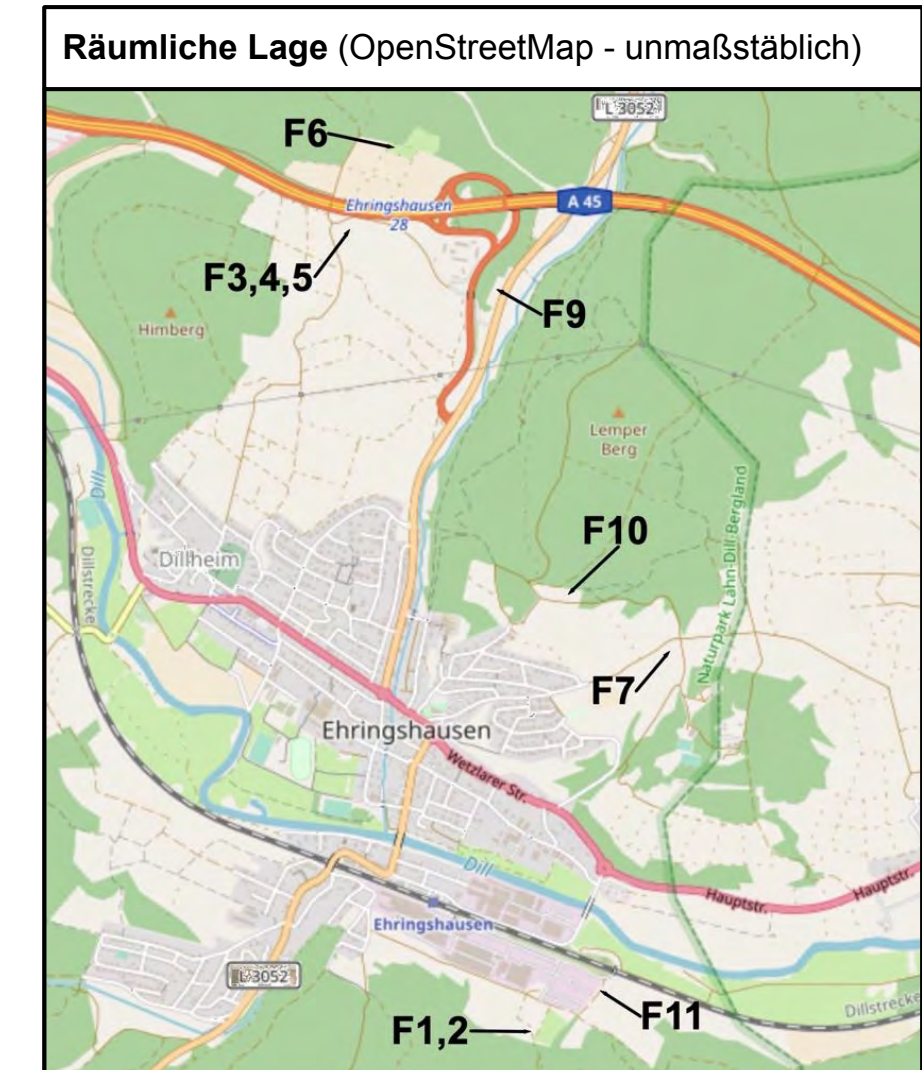 Räumliche Lage (OpenStreetMap - unmaßstäblich)
L 3052
F6
A 45
Ehringshausen
28
F3,4,5
F9
Himberg
Lemper
Berg
Dill
F10
Dillheim
Dillstrecke
Naturpark Lahn-Dill-Bergland
F7
Ehringshausen
Wetzlarer Str.
Dill
Hauptstr.
Hauptstr.
Ehringshausen
L 3052
Dillstrecke
F11
F1,2